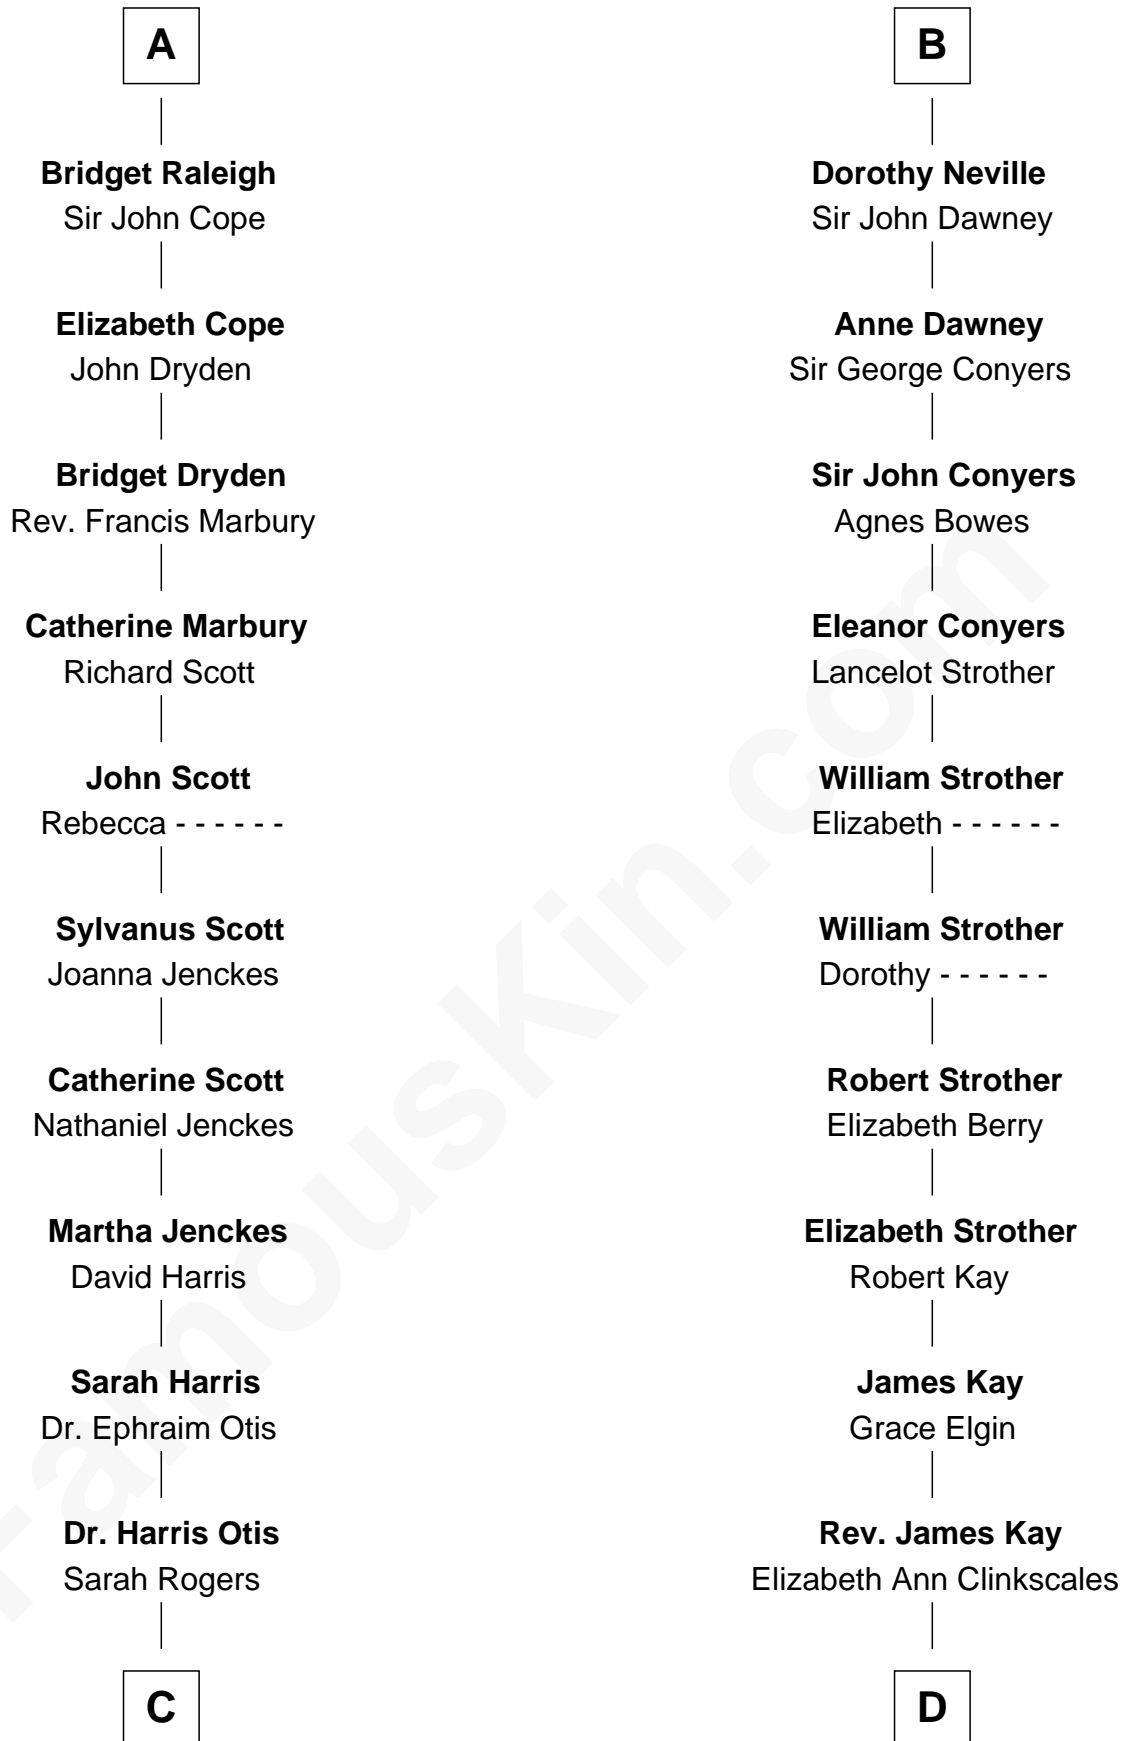 A
Bridget Raleigh
Sir John Cope
Elizabeth Cope
John Dryden
Bridget Dryden
Rev. Francis Marbury
Catherine Marbury
Richard Scott
John Scott
Rebecca - - - - - -
Sylvanus Scott
Joanna Jenckes
Catherine Scott
Nathaniel Jenckes
Martha Jenckes
David Harris
Sarah Harris
Dr. Ephraim Otis
Dr. Harris Otis
Sarah Rogers
C
B
Dorothy Neville
Sir John Dawney
Anne Dawney
Sir George Conyers
Sir John Conyers
Agnes Bowes
Eleanor Conyers
Lancelot Strother
William Strother
Elizabeth - - - - - -
William Strother
Dorothy - - - - - -
Robert Strother
Elizabeth Berry
Elizabeth Strother
Robert Kay
James Kay
Grace Elgin
Rev. James Kay
Elizabeth Ann Clinkscales
D
FamousKin.com